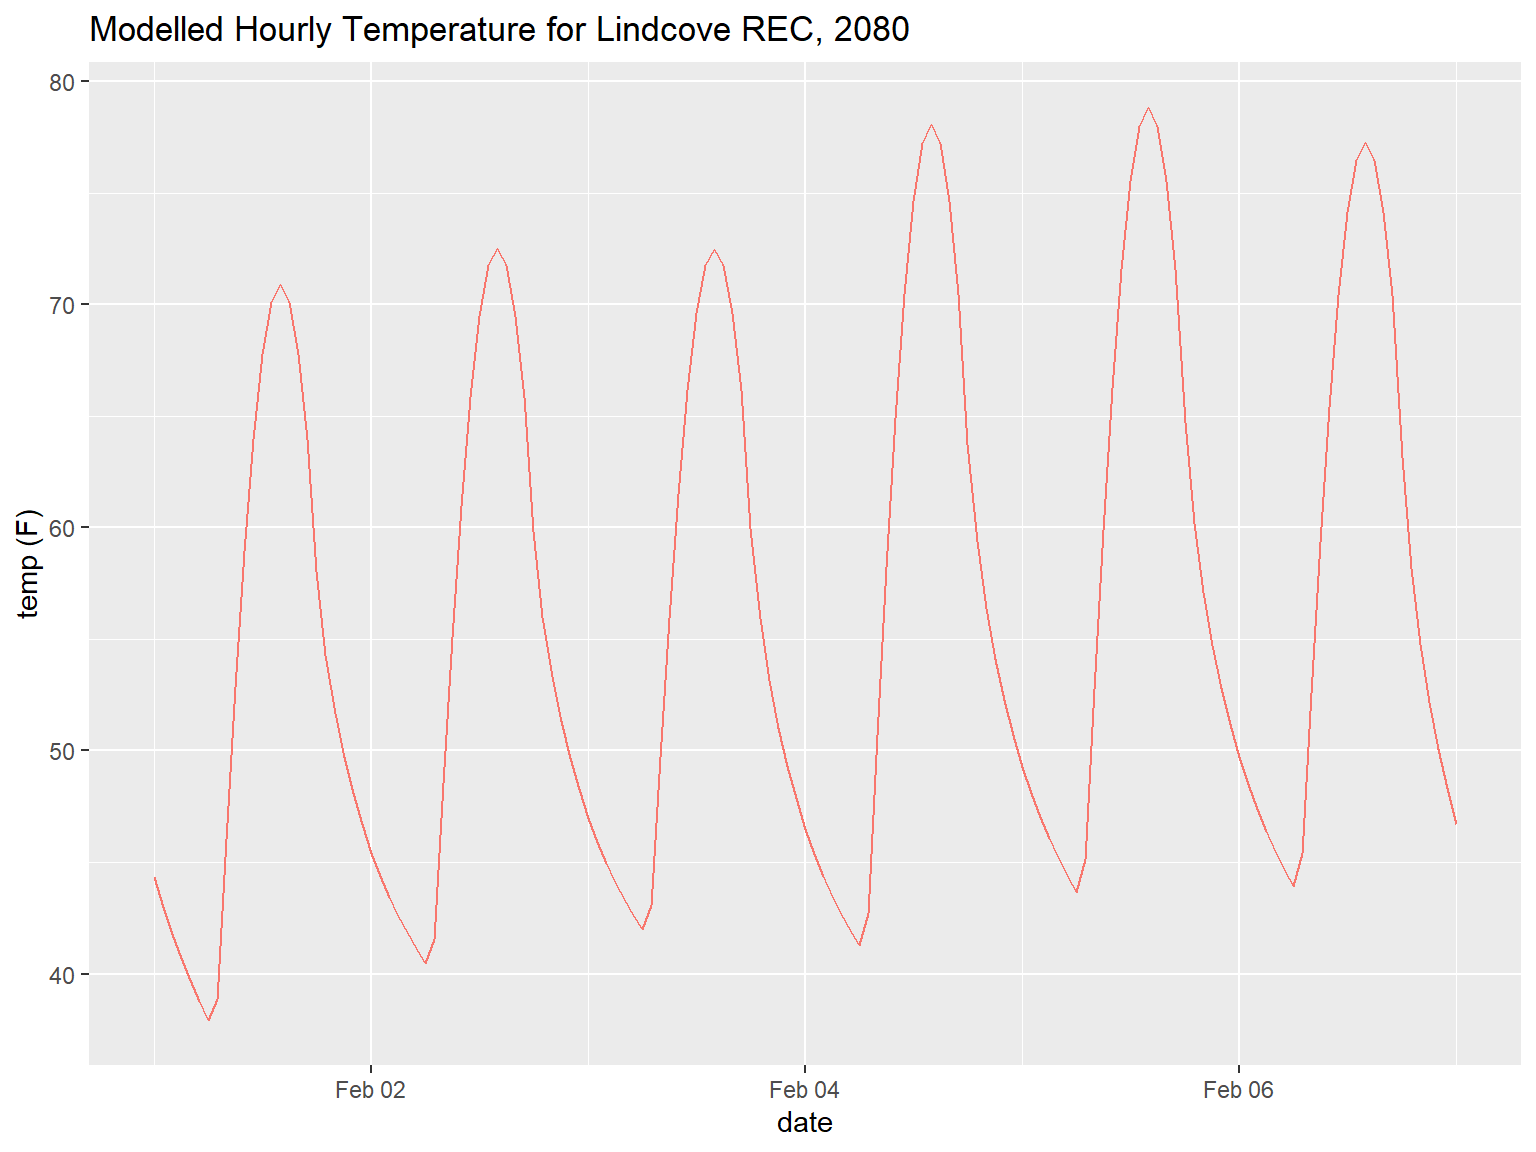 Modelled Hourly Temperature for Lindcove REC, 2080
80
70
60
50
40
temp (F)
Feb 02
Feb 04
Feb 06
date